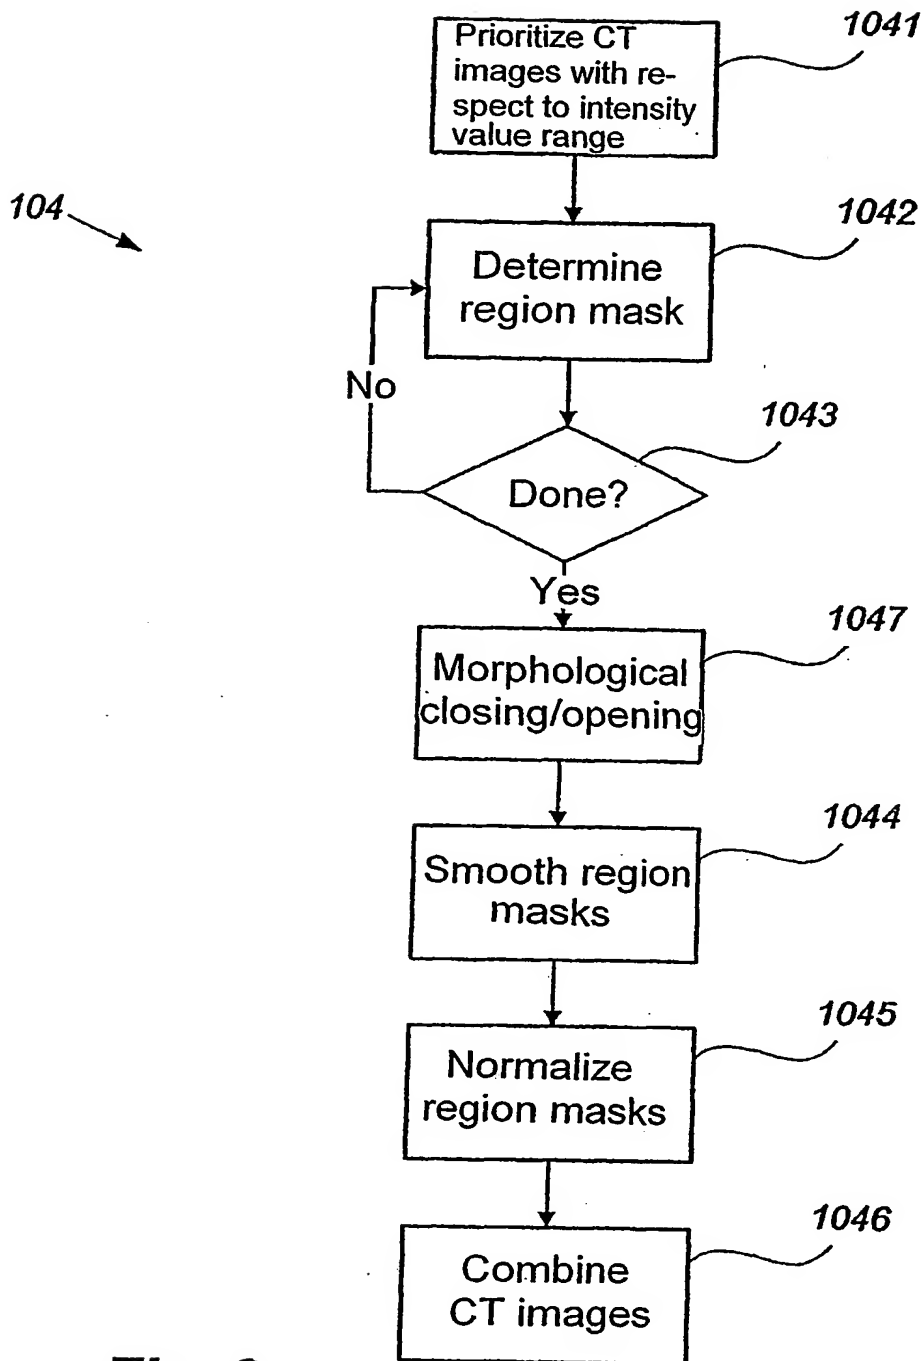 1041
Prioritize CT
images with re-
spect to intensity
value range
104
1042
Determine
region mask
No
1043
Done?
Yes
1047
Morphological
closing/opening
1044
Smooth region
masks
1045
Normalize
region masks
1046
Combine
CT images